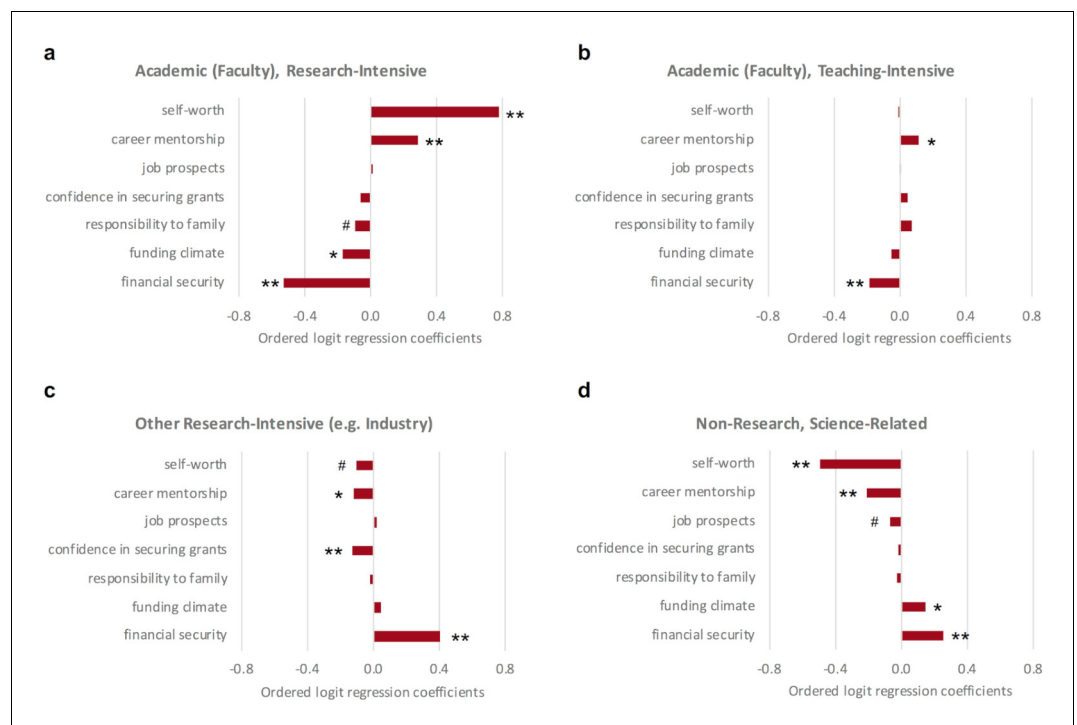 a
Academic (Faculty), Research-Intensive
self-worth **
career mentorship **
job prospects
confidence in securing grants
responsibility to family #
funding climate *
financial security **
-0.8 -0.4 0.0 0.4 0.8
Ordered logit regression coefficients
b
Academic (Faculty), Teaching-Intensive
self-worth
career mentorship *
job prospects
confidence in securing grants
responsibility to family
funding climate
financial security **
-0.8 -0.4 0.0 0.4 0.8
Ordered logit regression coefficients
c
Other Research-Intensive (e.g. Industry)
self-worth #
career mentorship *
job prospects
confidence in securing grants **
responsibility to family
funding climate
financial security **
-0.8 -0.4 0.0 0.4 0.8
Ordered logit regression coefficients
d
Non-Research, Science-Related
self-worth **
career mentorship **
job prospects #
confidence in securing grants
responsibility to family
funding climate *
financial security **
-0.8 -0.4 0.0 0.4 0.8
Ordered logit regression coefficients